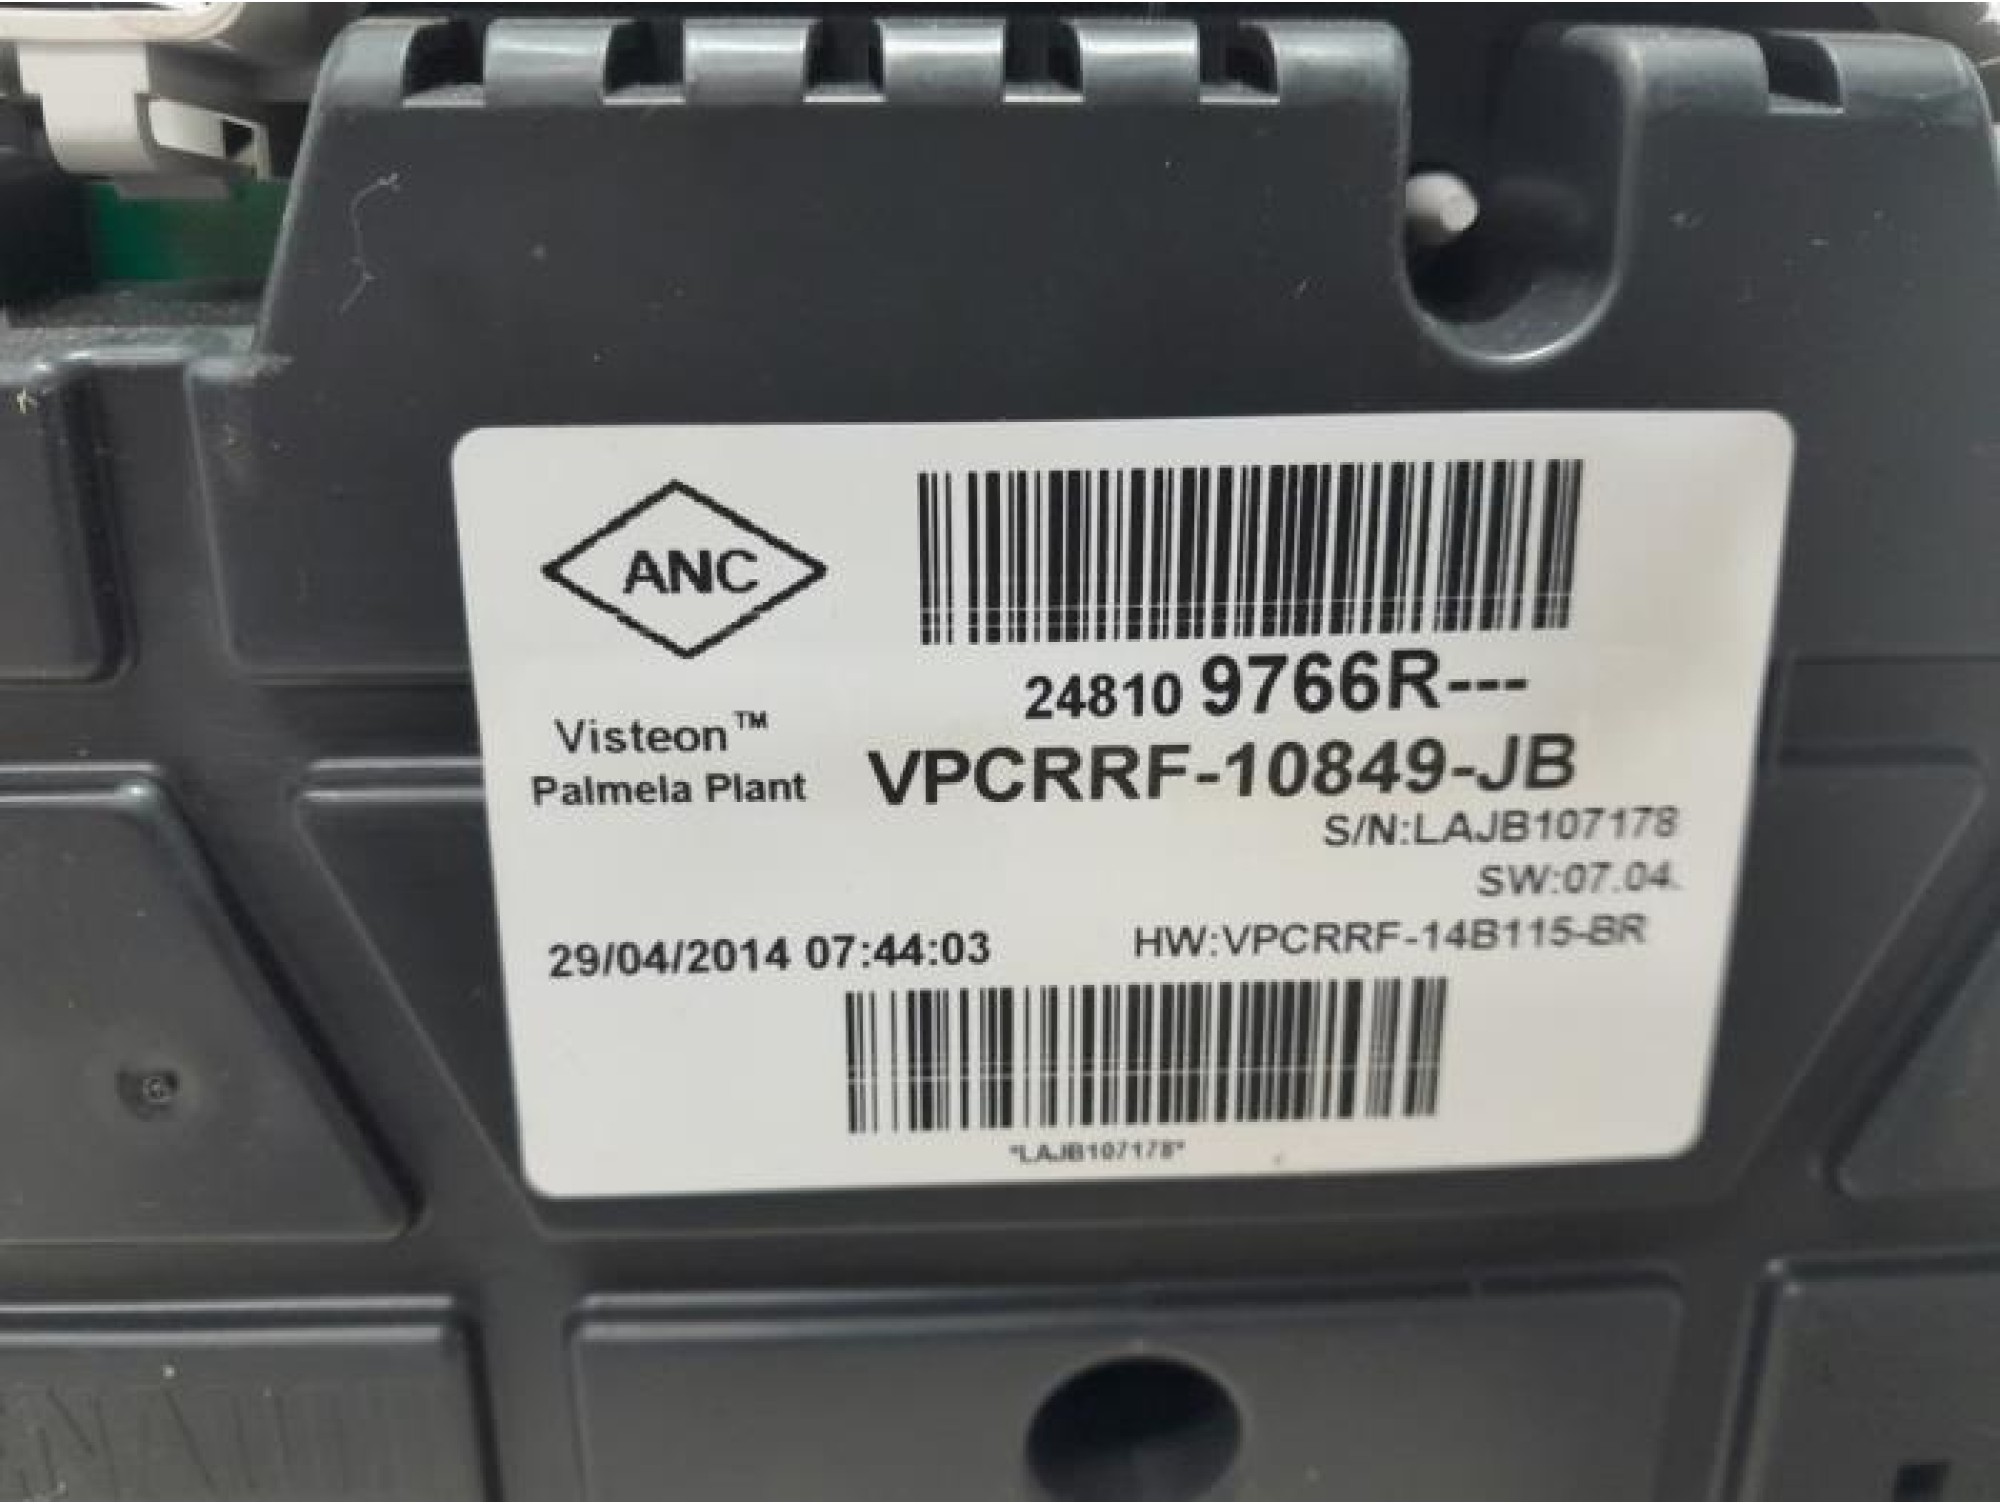 ANC
24810 9766R---
Visteon™
Palmela Plant
VPCRRF-10849-JB
S/N:LAJB107178
SW:07.04.
29/04/2014 07:44:03
HW:VPCRRF-14B115-BR
*LAJB107178*